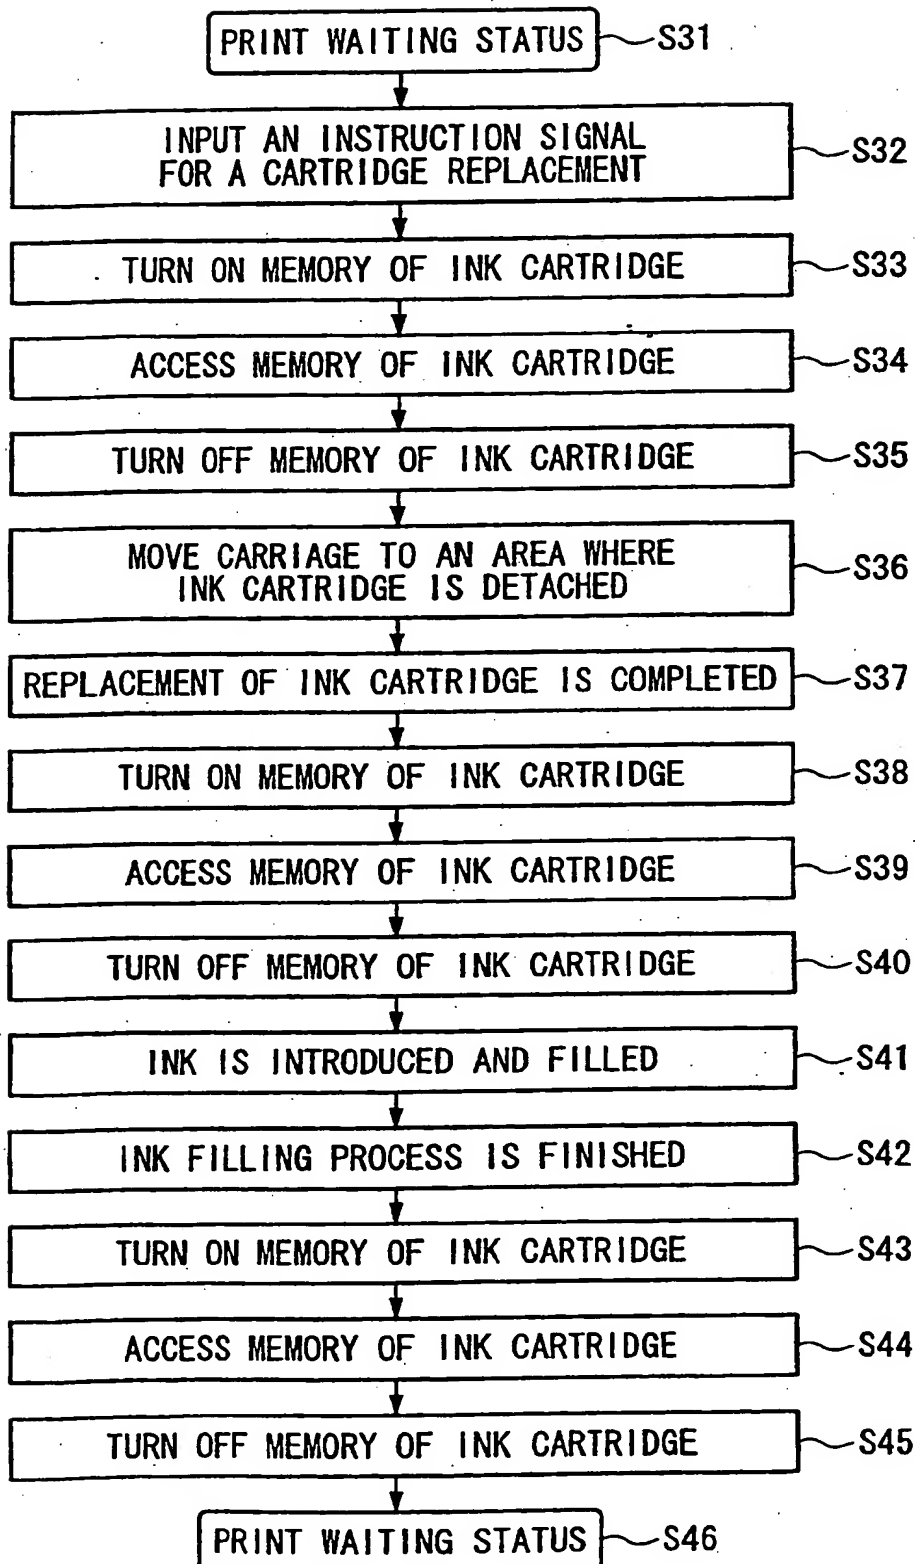 PRINT WAITING STATUS S31
INPUT AN INSTRUCTION SIGNAL
FOR A CARTRIDGE REPLACEMENT S32
TURN ON MEMORY OF INK CARTRIDGE S33
ACCESS MEMORY OF INK CARTRIDGE S34
TURN OFF MEMORY OF INK CARTRIDGE S35
MOVE CARRIAGE TO AN AREA WHERE
INK CARTRIDGE IS DETACHED S36
REPLACEMENT OF INK CARTRIDGE IS COMPLETED S37
TURN ON MEMORY OF INK CARTRIDGE S38
ACCESS MEMORY OF INK CARTRIDGE S39
TURN OFF MEMORY OF INK CARTRIDGE S40
INK IS INTRODUCED AND FILLED S41
INK FILLING PROCESS IS FINISHED S42
TURN ON MEMORY OF INK CARTRIDGE S43
ACCESS MEMORY OF INK CARTRIDGE S44
TURN OFF MEMORY OF INK CARTRIDGE S45
PRINT WAITING STATUS S46